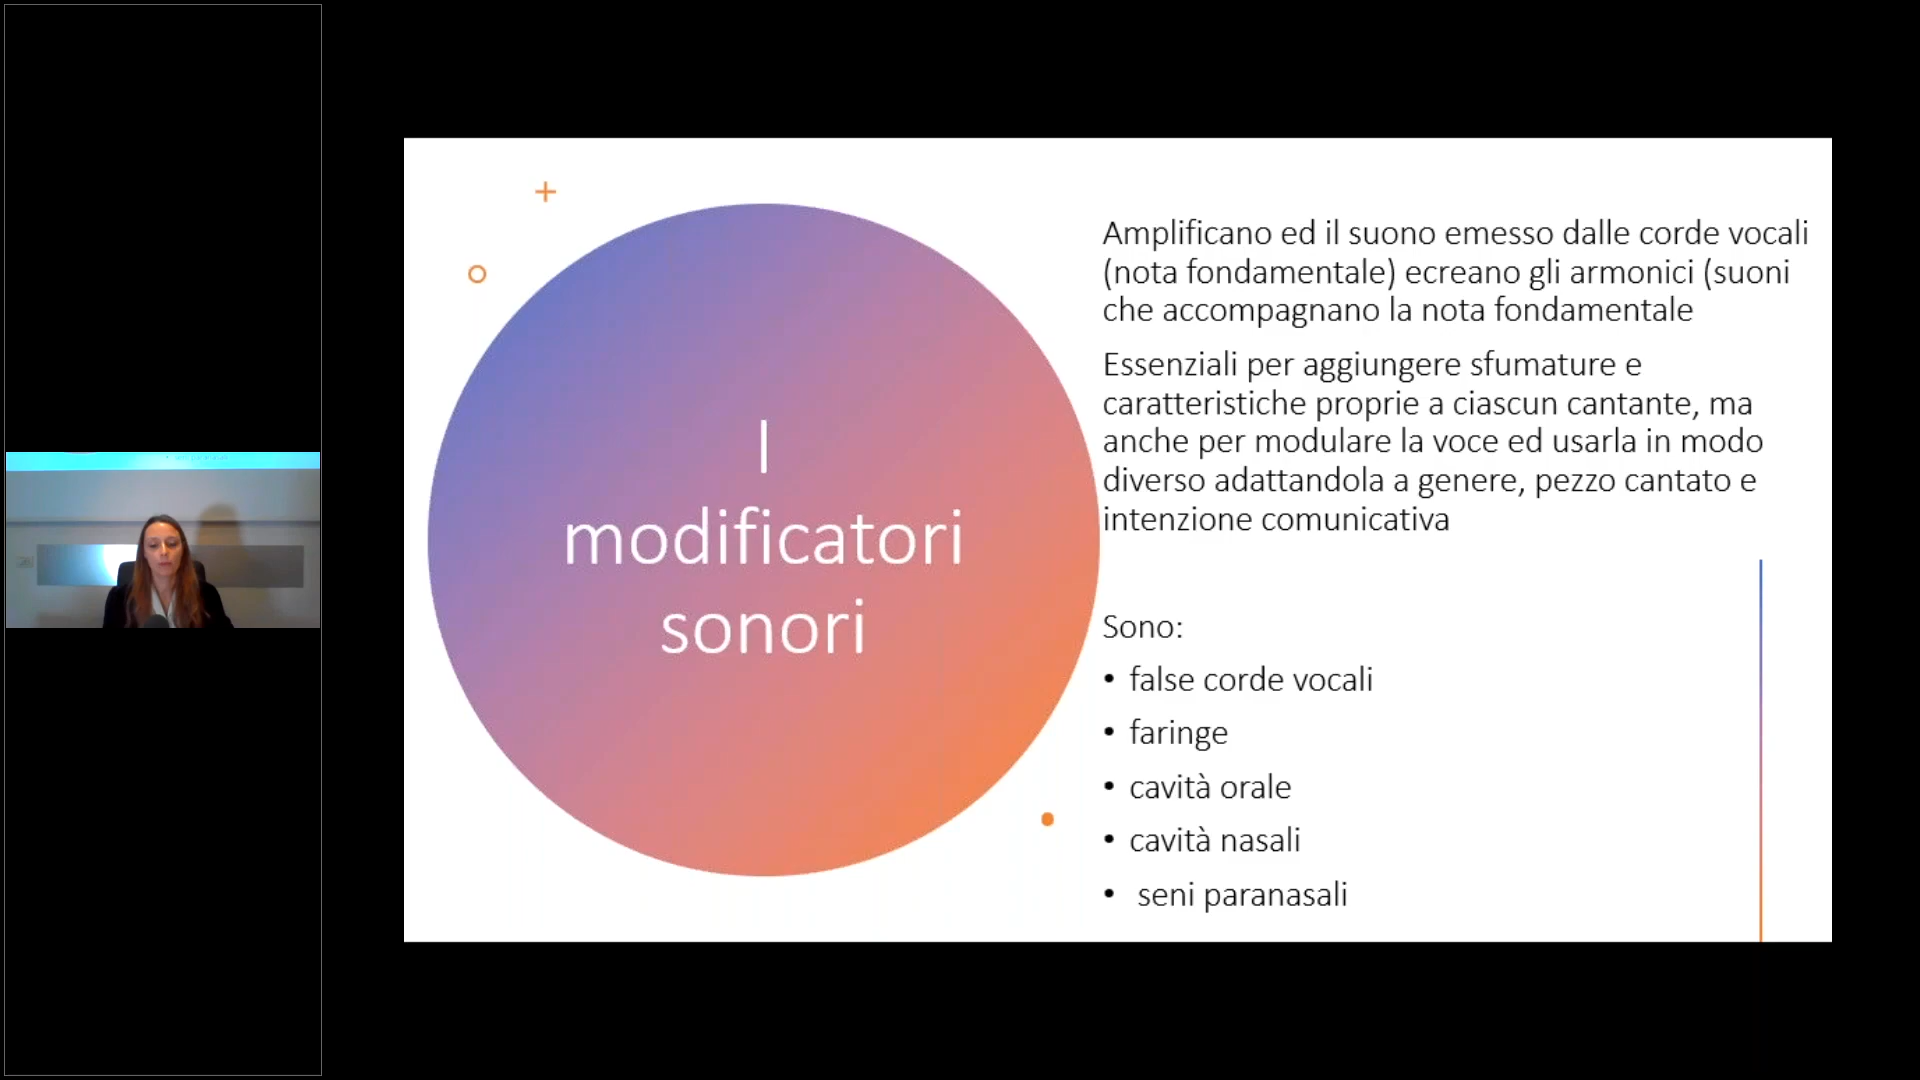 I
modificatori
sonori
Amplificano ed il suono emesso dalle corde vocali
(nota fondamentale) ecreano gli armonici (suoni
che accompagnano la nota fondamentale
Essenziali per aggiungere sfumature e
caratteristiche proprie a ciascun cantante, ma
anche per modulare la voce ed usarla in modo
diverso adattandola a genere, pezzo cantato e
intenzione comunicativa
Sono:
• false corde vocali
• faringe
• cavità orale
• cavità nasali
• seni paranasali